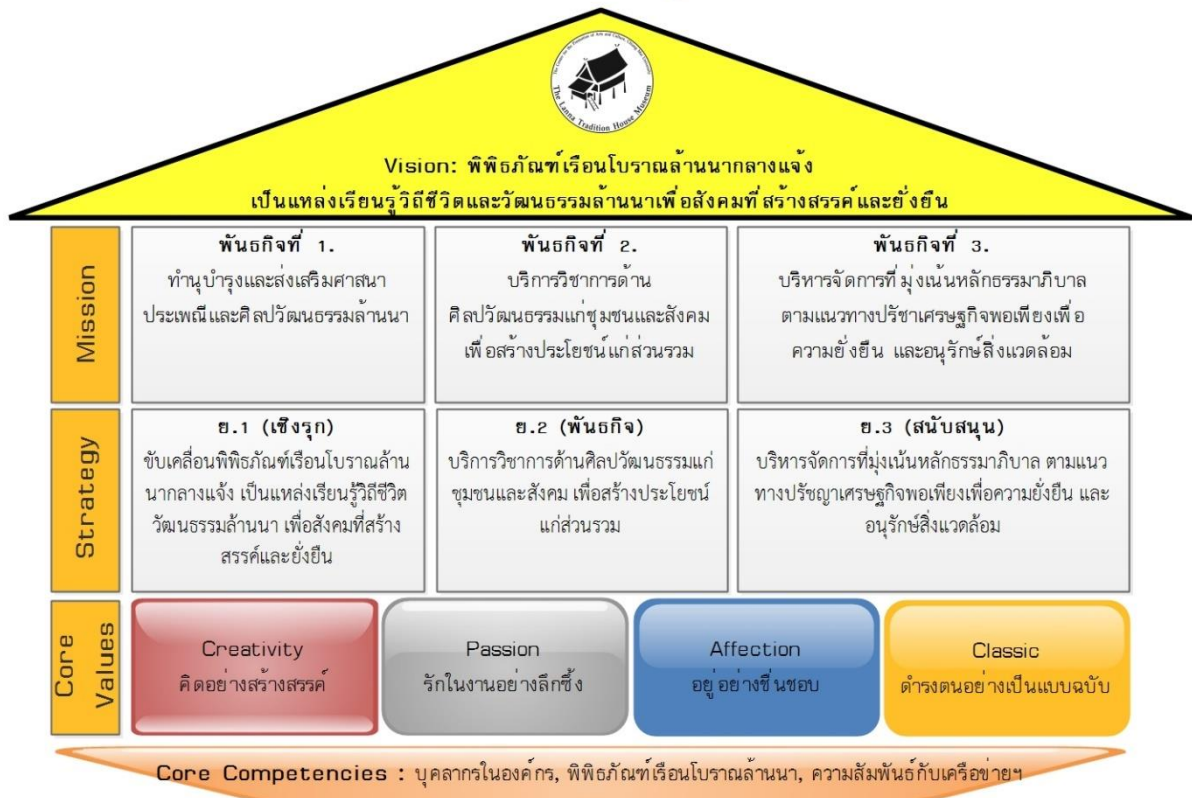 The Center for the Promotion of Arts and Culture, Chiang Mai University
The Lanna Tradition House Museum
Vision: พิพิธภัณฑ์เรือนโบราณล้านนากลางแจ้ง
เป็นแหล่งเรียนรู้วิถีชีวิตและวัฒนธรรมล้านนาเพื่อสังคมที่สร้างสรรค์และยั่งยืน
Mission
พันธกิจที่ 1.
ทำนุบำรุงและส่งเสริมศาสนา
ประเพณีและศิลปวัฒนธรรมล้านนา
พันธกิจที่ 2.
บริการวิชาการด้าน
ศิลปวัฒนธรรมแก่ชุมชนและสังคม
เพื่อสร้างประโยชน์แก่ส่วนรวม
พันธกิจที่ 3.
บริหารจัดการที่มุ่งเน้นหลักธรรมาภิบาล
ตามแนวทางปรัชาเศรษฐกิจพอเพียงเพื่อ
ความยั่งยืน และอนุรักษ์สิ่งแวดล้อม
Strategy
ย.1 (เชิงรุก)
ขับเคลื่อนพิพิธภัณฑ์เรือนโบราณล้าน
นากลางแจ้ง เป็นแหล่งเรียนรู้วิถีชีวิต
วัฒนธรรมล้านนา เพื่อสังคมที่สร้าง
สรรค์และยั่งยืน
ย.2 (พันธกิจ)
บริการวิชาการด้านศิลปวัฒนธรรมแก่
ชุมชนและสังคม เพื่อสร้างประโยชน์
แก่ส่วนรวม
ย.3 (สนับสนุน)
บริหารจัดการที่มุ่งเน้นหลักธรรมาภิบาล ตามแนว
ทางปรัชญาเศรษฐกิจพอเพียงเพื่อความยั่งยืน และ
อนุรักษ์สิ่งแวดล้อม
Core
Values
Creativity
คิดอย่างสร้างสรรค์
Passion
รักในงานอย่างลึกซึ้ง
Affection
อยู่อย่างชื่นชอบ
Classic
ดำรงตนอย่างเป็นแบบฉบับ
Core Competencies : บุคลากรในองค์กร, พิพิธภัณฑ์เรือนโบราณล้านนา, ความสัมพันธ์กับเครือข่ายฯ